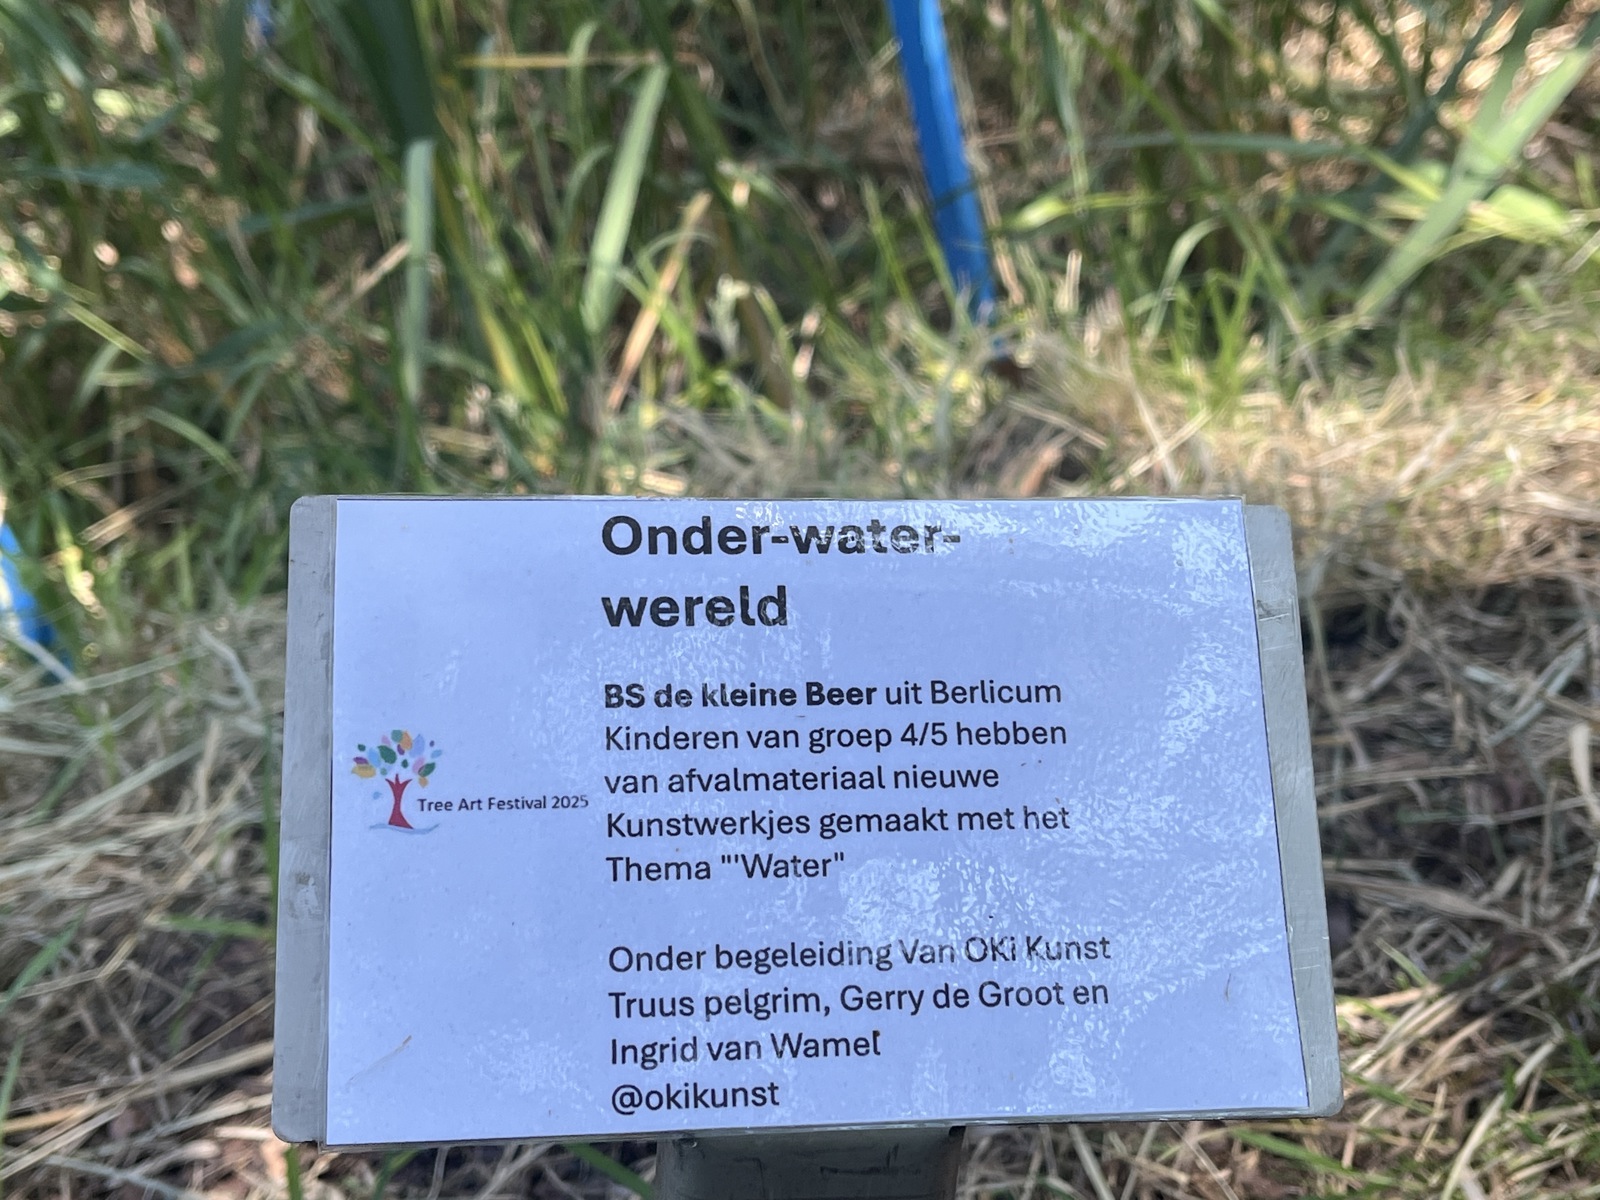 Onder-water-
wereld
BS de kleine Beer uit Berlicum
Kinderen van groep 4/5 hebben
van afvalmateriaal nieuwe
Kunstwerkjes gemaakt met het
Thema "'Water"
Tree Art Festival 2025
Onder begeleiding Van OKi Kunst
Truus pelgrim, Gerry de Groot en
Ingrid van Wamel
@okikunst